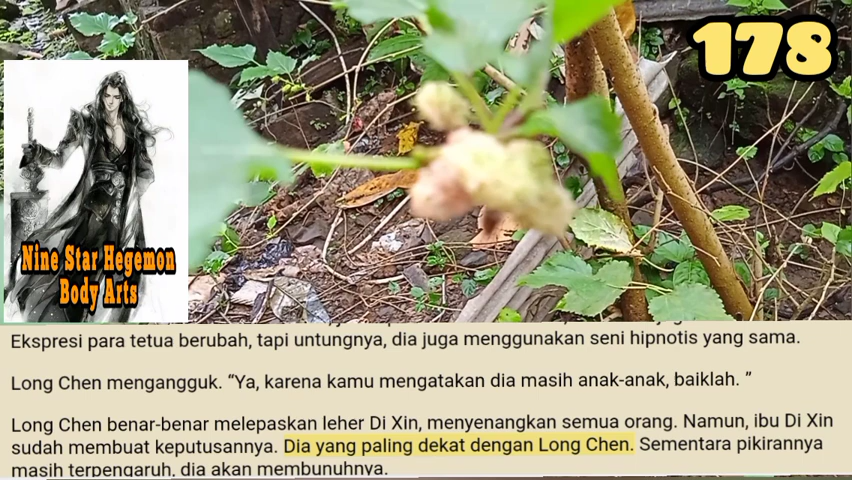 178
Nine Star Hegemon
Body Arts
Ekspresi para tetua berubah, tapi untungnya, dia juga menggunakan seni hipnotis yang sama.
Long Chen mengangguk. “Ya, karena kamu mengatakan dia masih anak-anak, baiklah. ”
Long Chen benar-benar melepaskan leher Di Xin, menyenangkan semua orang. Namun, ibu Di Xin
sudah membuat keputusannya. Dia yang paling dekat dengan Long Chen. Sementara pikirannya
masih terpengaruh, dia akan membunuhnya.